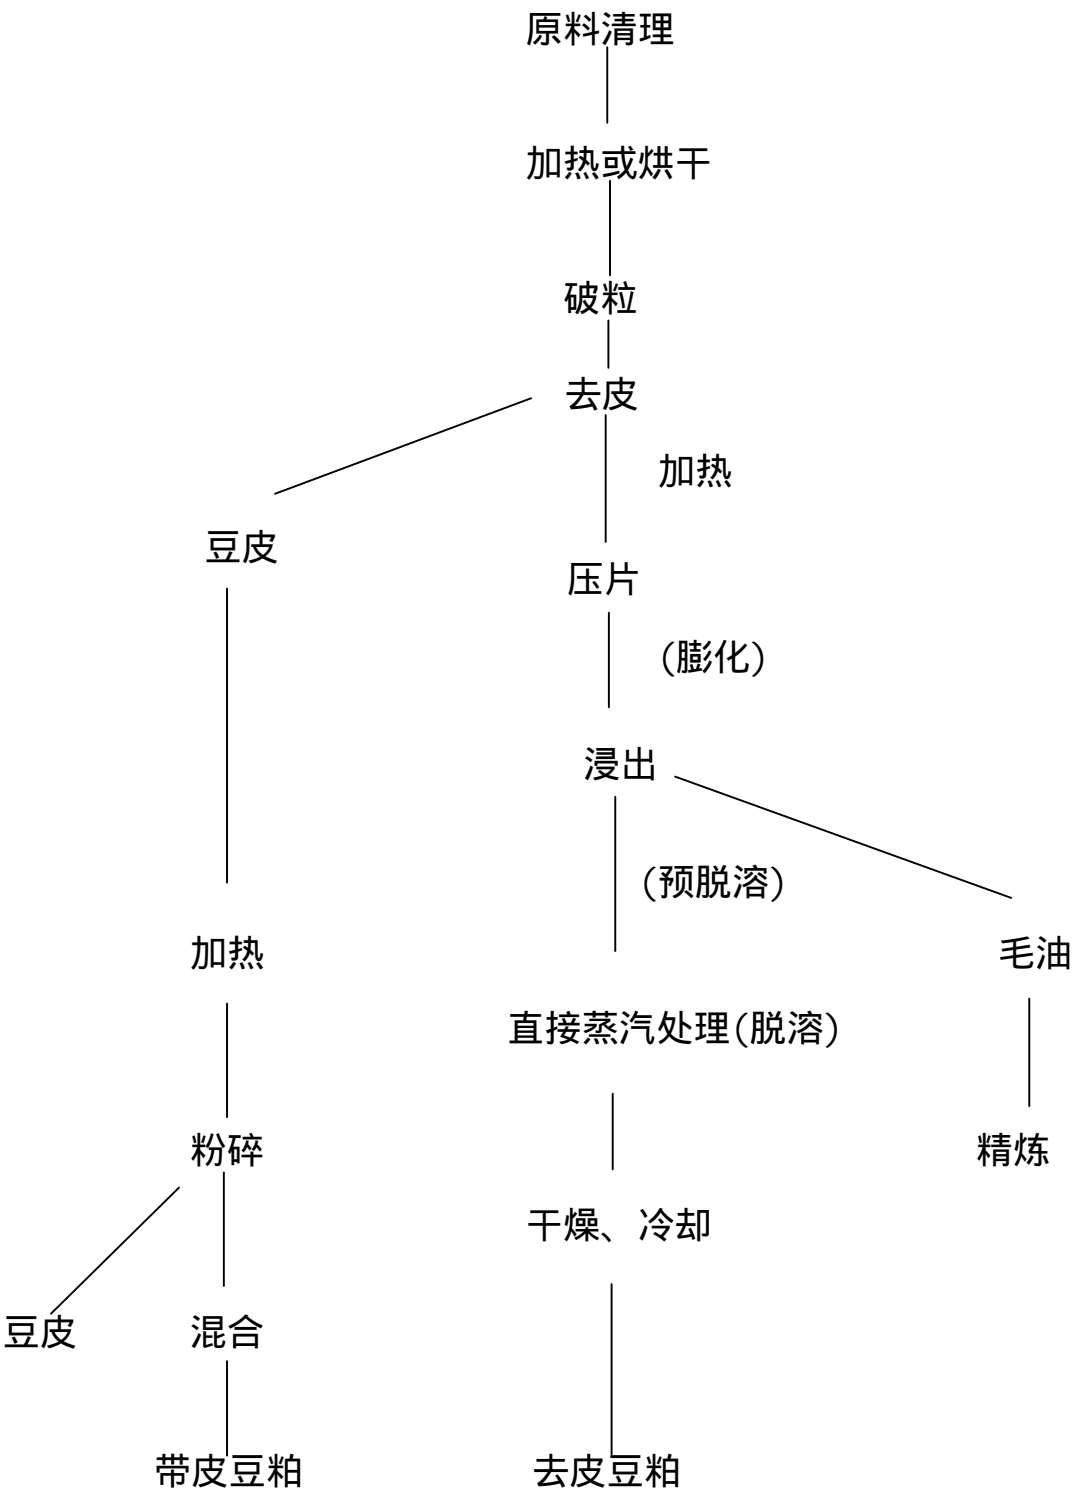 原料清理
加热或烘干
破粒
去皮
加热
豆皮
压片
(膨化)
浸出
(预脱溶)
加热
毛油
直接蒸汽处理(脱溶)
粉碎
精炼
干燥、冷却
豆皮
混合
带皮豆粕
去皮豆粕